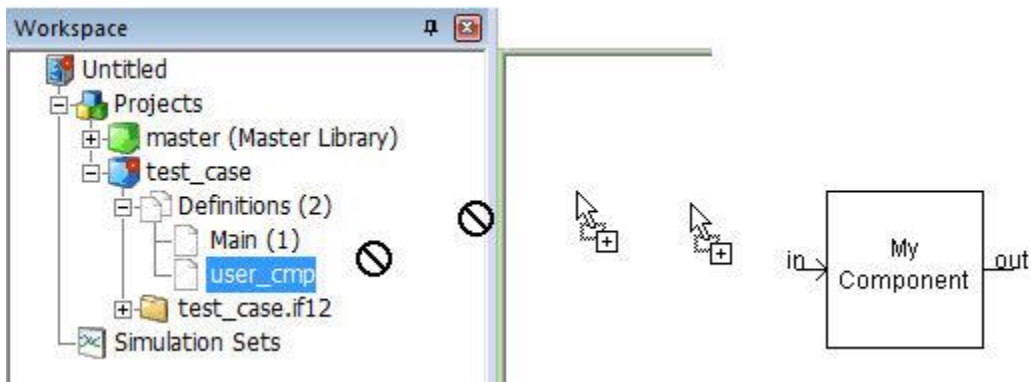 Workspace
Untitled
Projects
master (Master Library)
test_case
Definitions (2)
Main (1)
user_cmp
test_case.if12
Simulation Sets
in
My
Component
out